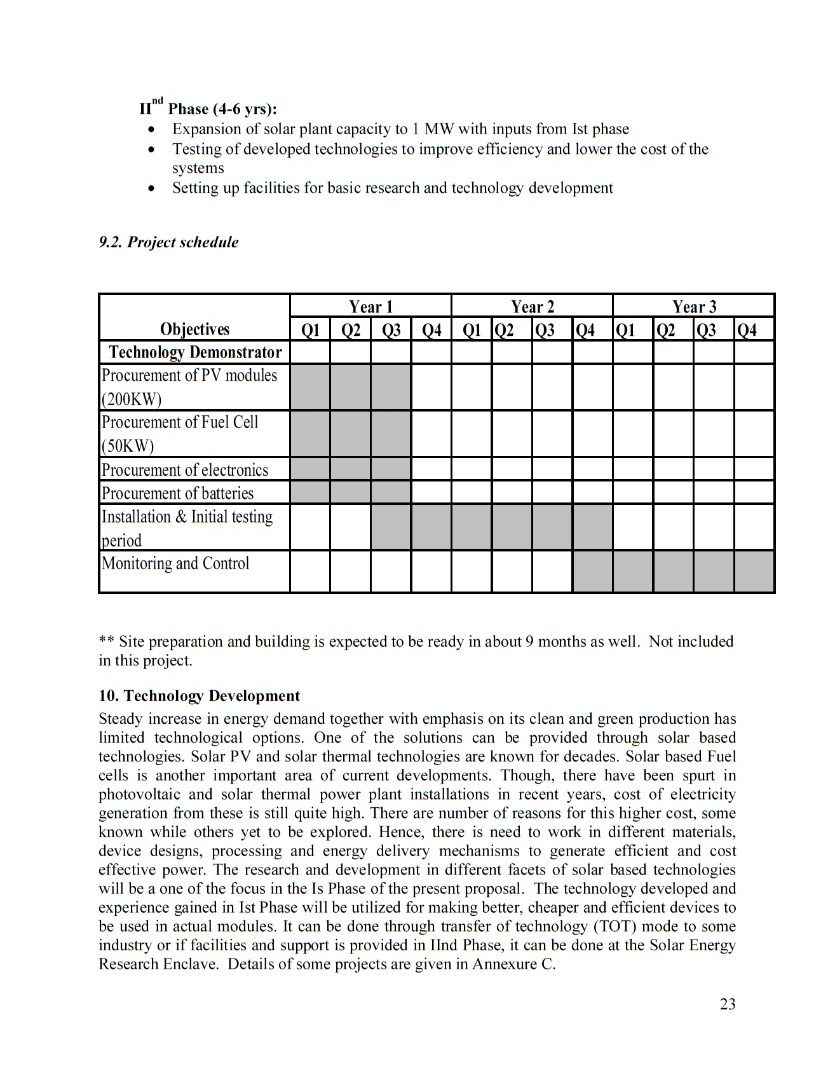 IInd Phase (4-6 yrs):
• Expansion of solar plant capacity to 1 MW with inputs from Ist phase
• Testing of developed technologies to improve efficiency and lower the cost of the
systems
• Setting up facilities for basic research and technology development
9.2. Project schedule
Year 1 Year 2 Year 3
Objectives Q1 Q2 Q3 Q4 Q1 Q2 Q3 Q4 Q1 Q2 Q3 Q4
Technology Demonstrator
Procurement of PV modules
(200KW)
Procurement of Fuel Cell
(50KW)
Procurement of electronics
Procurement of batteries
Installation & Initial testing
period
Monitoring and Control
** Site preparation and building is expected to be ready in about 9 months as well. Not included
in this project.
10. Technology Development
Steady increase in energy demand together with emphasis on its clean and green production has
limited technological options. One of the solutions can be provided through solar based
technologies. Solar PV and solar thermal technologies are known for decades. Solar based Fuel
cells is another important area of current developments. Though, there have been spurt in
photovoltaic and solar thermal power plant installations in recent years, cost of electricity
generation from these is still quite high. There are number of reasons for this higher cost, some
known while others yet to be explored. Hence, there is need to work in different materials,
device designs, processing and energy delivery mechanisms to generate efficient and cost
effective power. The research and development in different facets of solar based technologies
will be a one of the focus in the Is Phase of the present proposal. The technology developed and
experience gained in Ist Phase will be utilized for making better, cheaper and efficient devices to
be used in actual modules. It can be done through transfer of technology (TOT) mode to some
industry or if facilities and support is provided in IInd Phase, it can be done at the Solar Energy
Research Enclave. Details of some projects are given in Annexure C.
23